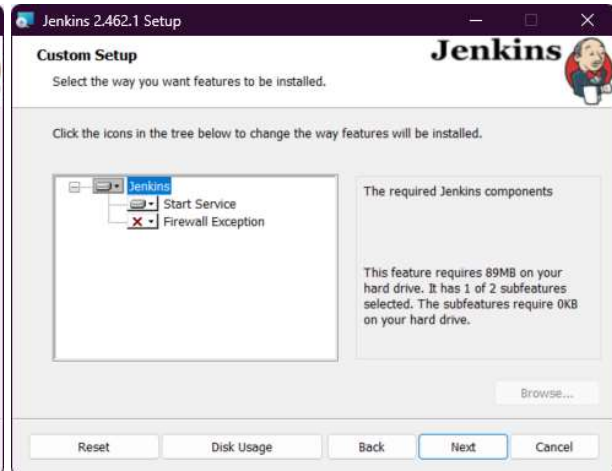 Jenkins 2.462.1 Setup
Custom Setup
Jenkins
Select the way you want features to be installed.
Click the icons in the tree below to change the way features will be installed.
Jenkins
Start Service
Firewall Exception
The required Jenkins components
This feature requires 89MB on your
hard drive. It has 1 of 2 subfeatures
selected. The subfeatures require 0KB
on your hard drive.
Browse...
Reset
Disk Usage
Back
Next
Cancel